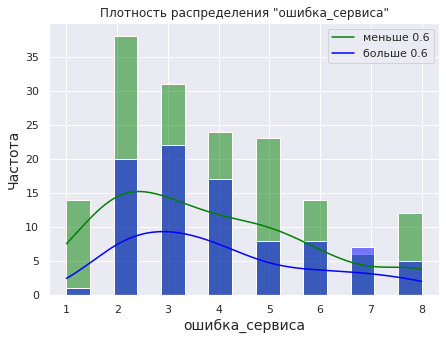 Плотность распределения "ошибка_сервиса"
меньше 0.6
больше 0.6
Частота
35
30
25
20
15
10
5
0
1 2 3 4 5 6 7 8
ошибка_сервиса